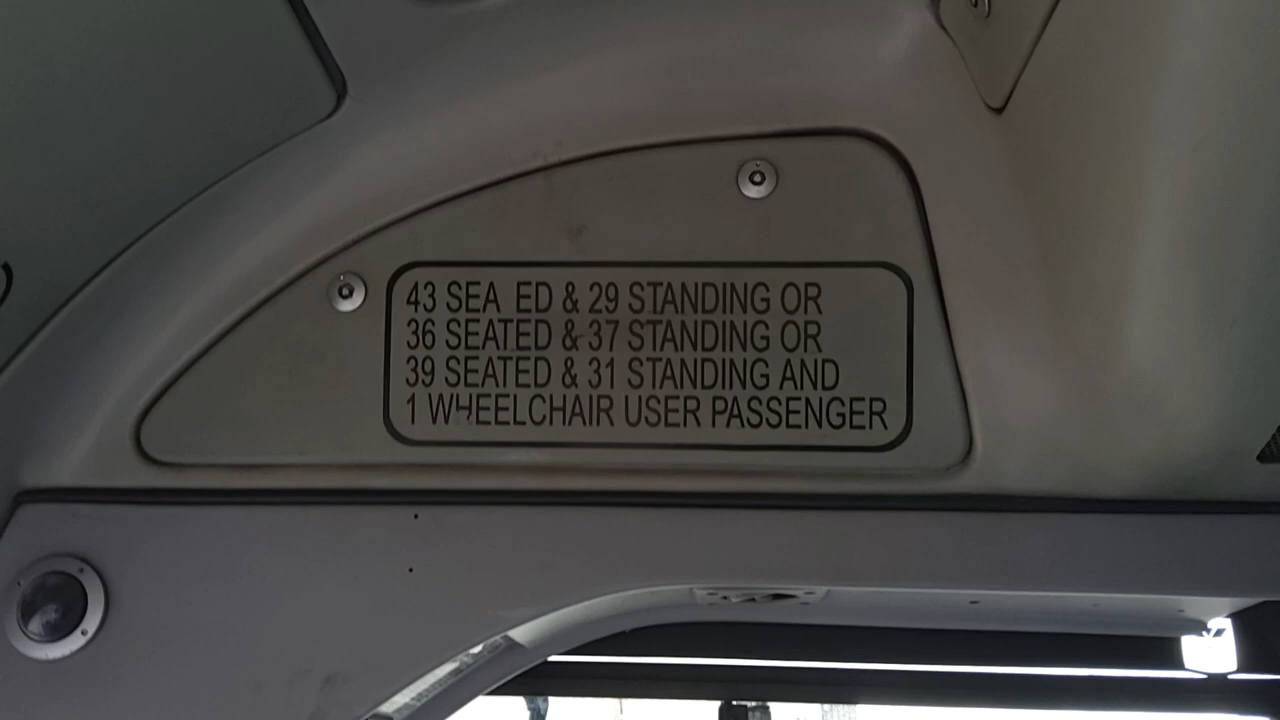 43 SEA ED & 29 STANDING OR
36 SEATED & 37 STANDING OR
39 SEATED & 31 STANDING AND
1 WHEELCHAIR USER PASSENGER